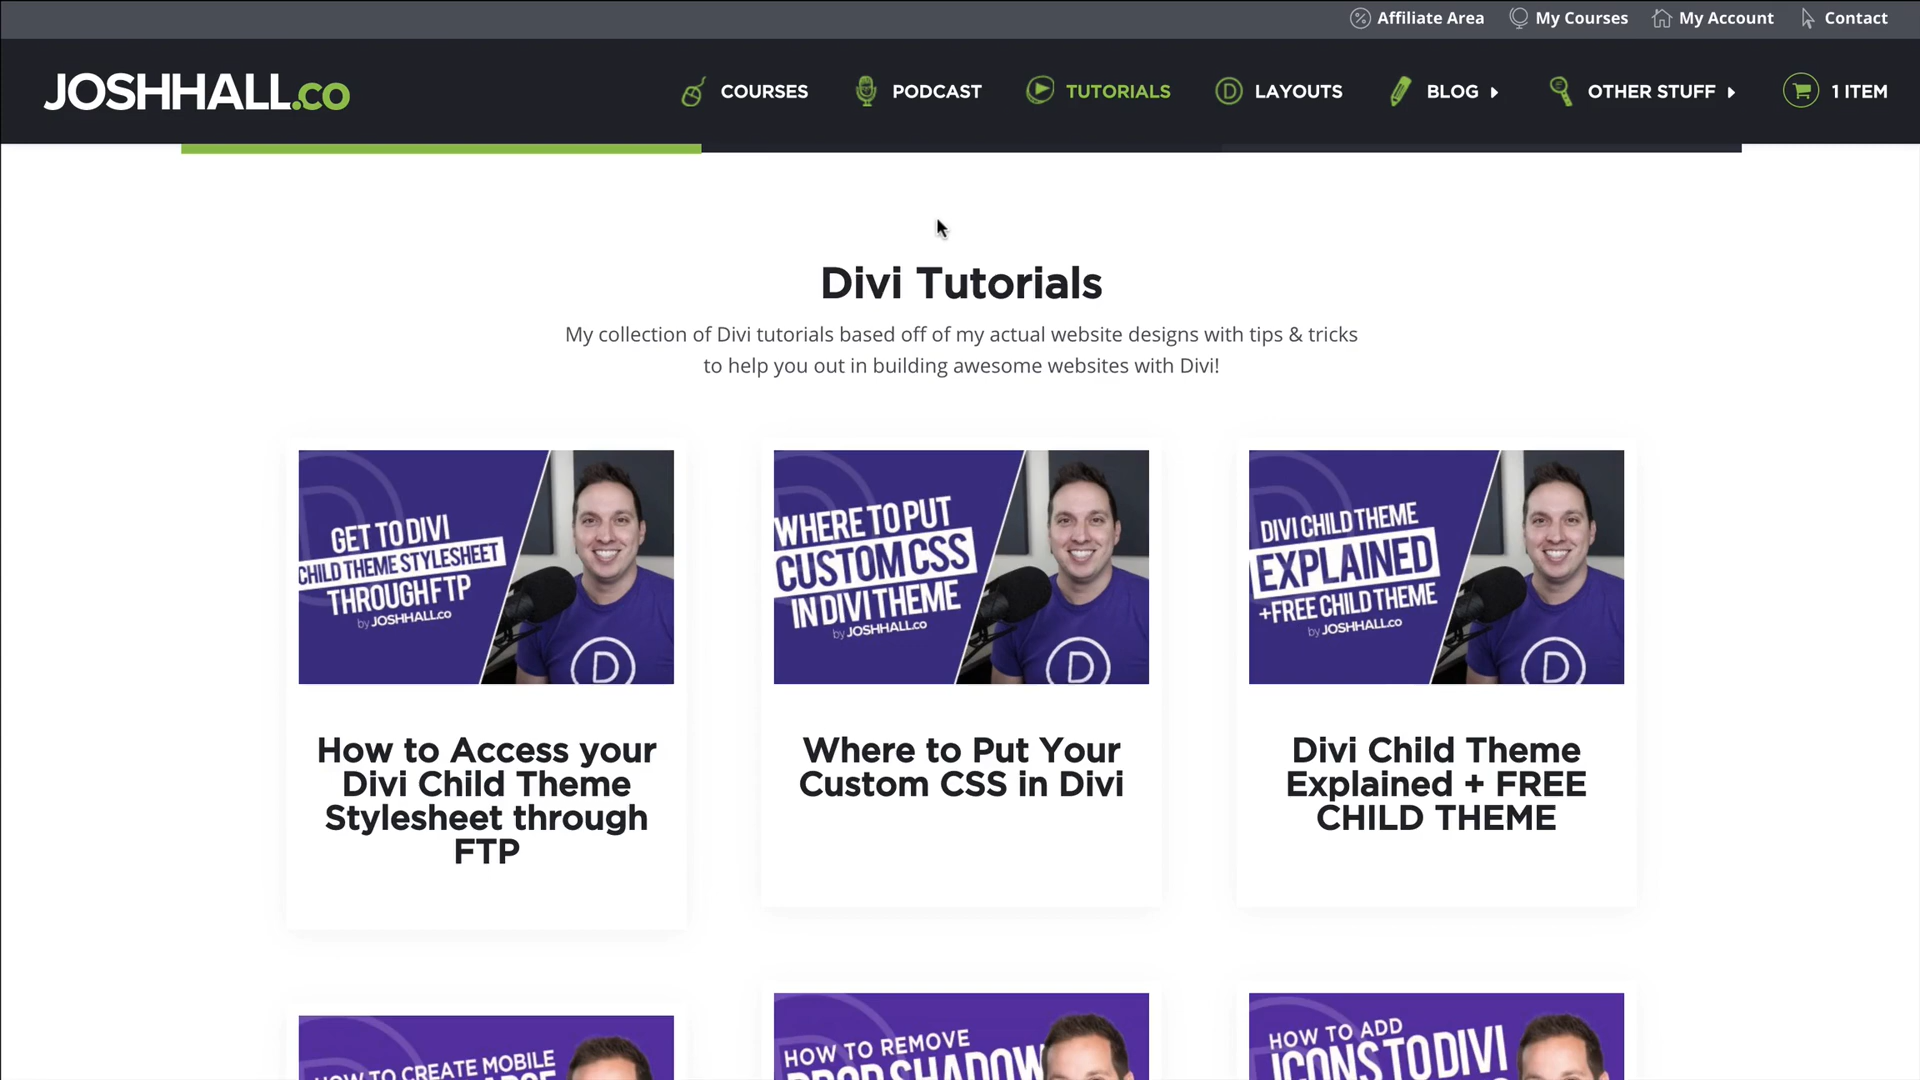 Affiliate Area
My Courses
My Account
Contact
JOSHHALL.co
COURSES
PODCAST
TUTORIALS
LAYOUTS
BLOG
OTHER STUFF
1 ITEM
Divi Tutorials
My collection of Divi tutorials based off of my actual website designs with tips & tricks
to help you out in building awesome websites with Divi!
GET TO DIVI
CHILD THEME STYLESHEET
THROUGH FTP
by JOSHHALL.co
D
WHERE TO PUT
CUSTOM CSS
IN DIVI THEME
by JOSHHALL.co
D
DIVI CHILD THEME
EXPLAINED
+FREE CHILD THEME
by JOSHHALL.co
D
How to Access your
Divi Child Theme
Stylesheet through
FTP
Where to Put Your
Custom CSS in Divi
Divi Child Theme
Explained + FREE
CHILD THEME
HOW TO CREATE MOBILE
HOW TO REMOVE
DROP SHADOW
HOW TO ADD
ICONS TO DIVI